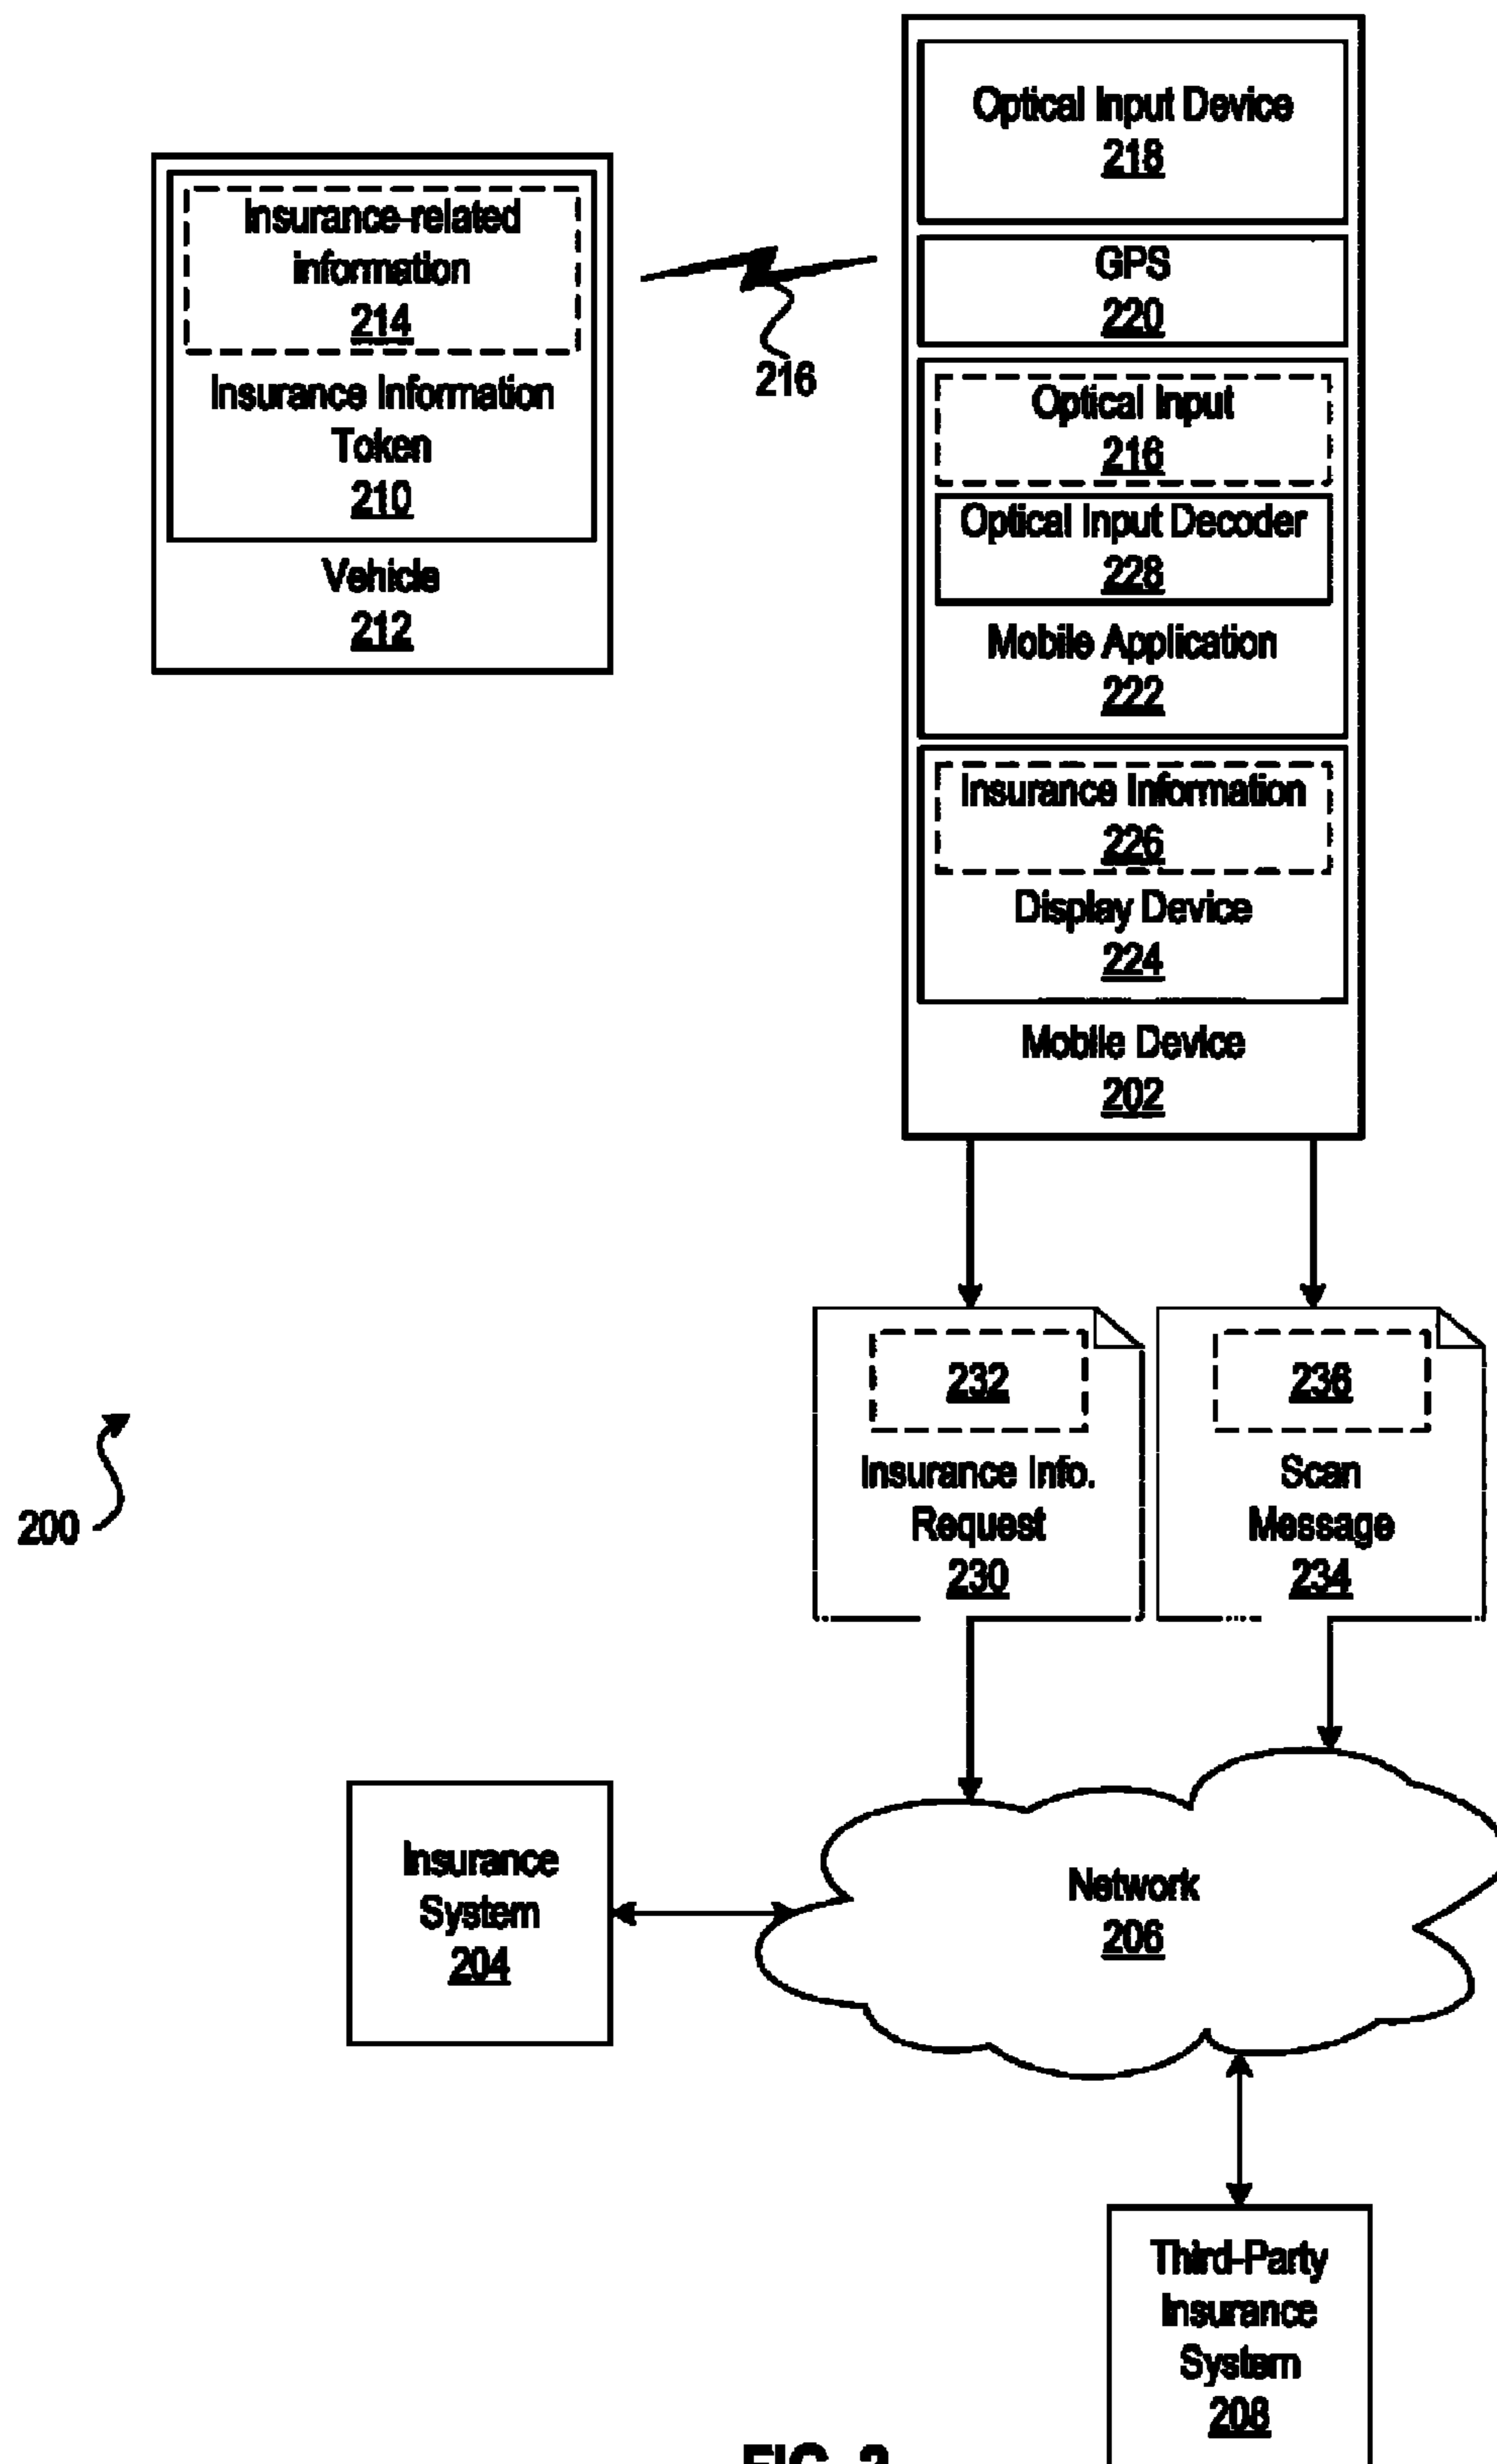 Optical Input Device
218
GPS
220
Optical Input
216
Optical Input Decoder
228
Mobile Application
222
Insurance Information
226
Display Device
224
Mobile Device
202
Insurance-related
information
214
Insurance Information
Token
210
Vehicle
212
216
232
Insurance Info.
Request
230
236
Scan
Message
234
200
Insurance
System
204
Network
206
Third-Party
Insurance
System
208
FIG. 2